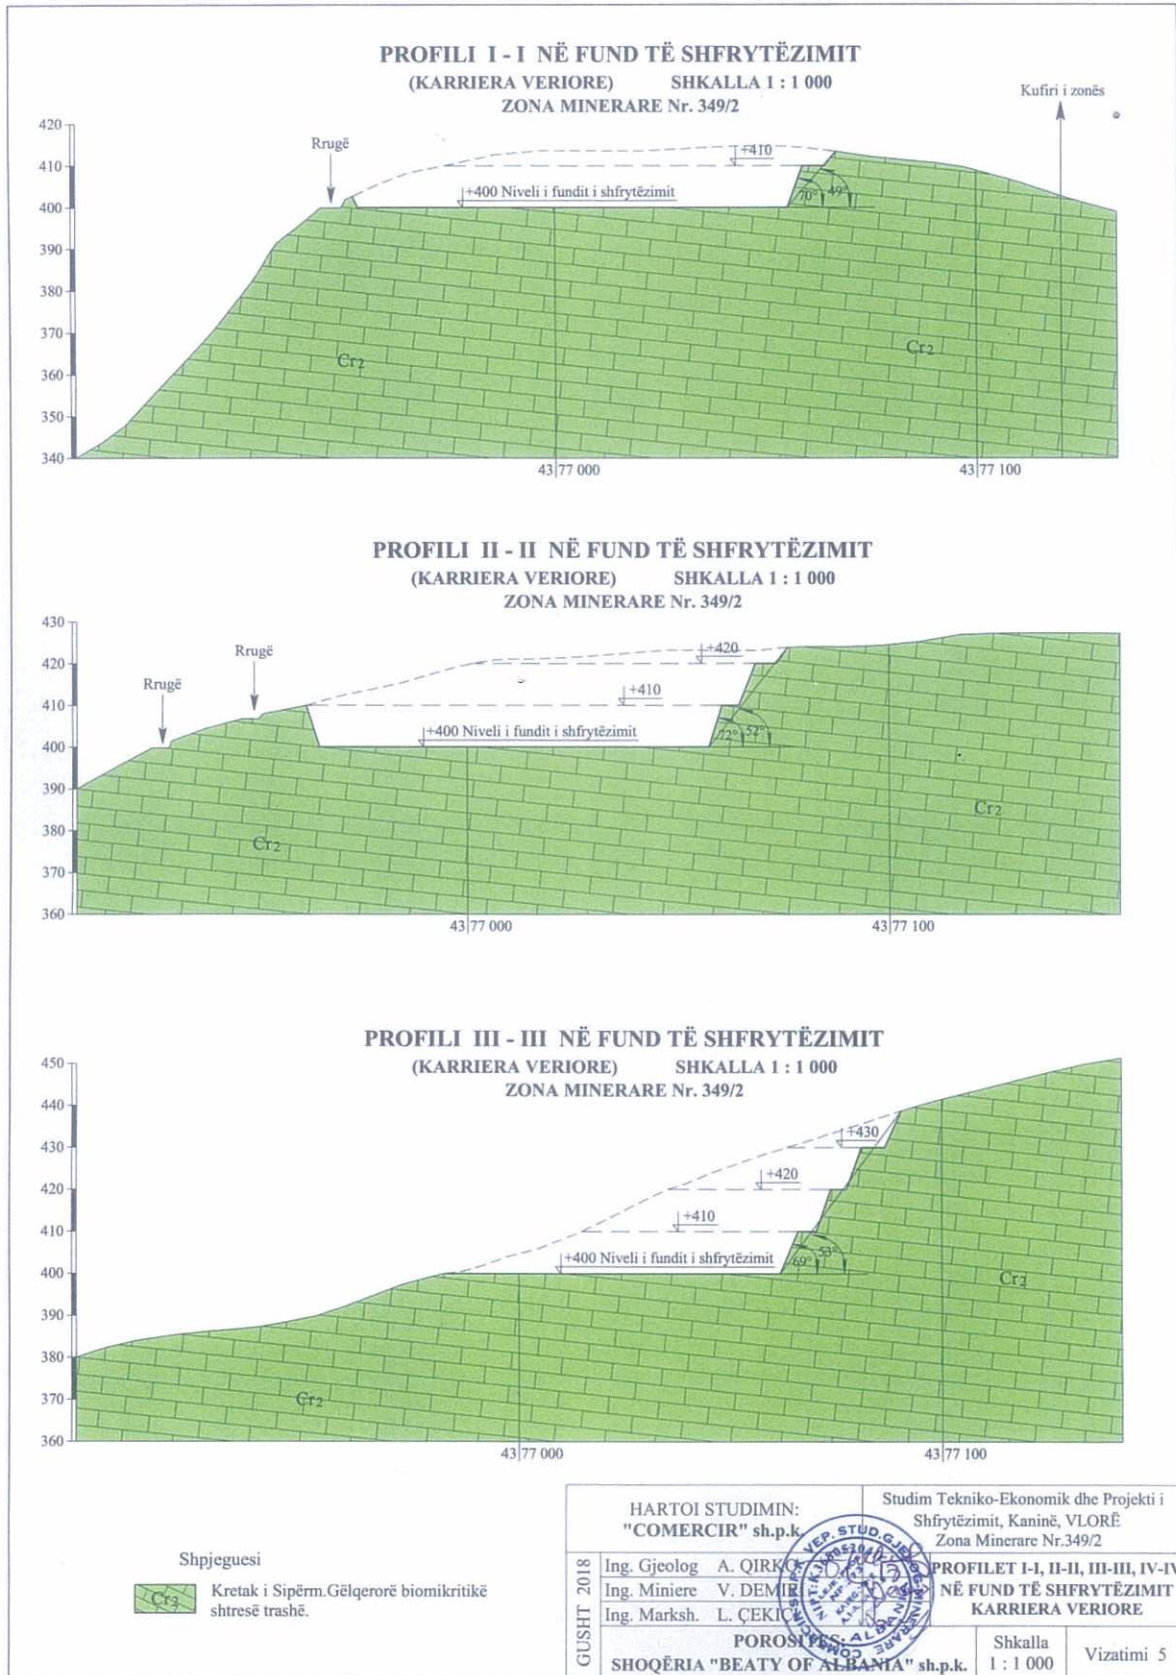 PROFILI I - I NË FUND TË SHFRYTËZIMIT
(KARRIERA VERIORE) SHKALLA 1 : 1 000
ZONA MINERARE Nr. 349/2
Kufiri i zonës
Rrugë
+410
+400 Niveli i fundit i shfrytëzimit
70° 49°
420
410
400
390
380
370
360
350
340
Cr2
Cr2
43 77 000
43 77 100
PROFILI II - II NË FUND TË SHFRYTËZIMIT
(KARRIERA VERIORE) SHKALLA 1 : 1 000
ZONA MINERARE Nr. 349/2
Rrugë
Rrugë
+420
+410
+400 Niveli i fundit i shfrytëzimit
72° 52°
430
420
410
400
390
380
370
360
Cr2
Cr2
43 77 000
43 77 100
PROFILI III - III NË FUND TË SHFRYTËZIMIT
(KARRIERA VERIORE) SHKALLA 1 : 1 000
ZONA MINERARE Nr. 349/2
+430
+420
+410
+400 Niveli i fundit i shfrytëzimit
69° 53°
450
440
430
420
410
400
390
380
370
360
Cr2
Cr2
43 77 000
43 77 100
Shpjeguesi
Cr2
Kretak i Sipërm.Gëlqerorë biomikritikë
shtresë trashë.
HARTOI STUDIMIN:
"COMERCIR" sh.p.k.
Studim Tekniko-Ekonomik dhe Projekti i
Shfrytëzimit, Kaninë, VLORË
Zona Minerare Nr.349/2
GUSHT 2018
Ing. Gjeolog A. QIRKO
Ing. Miniere V. DEMIRI
Ing. Marksh. L.
PROFILET I-I, II-II, III-III, IV-IV
NË FUND TË SHFRYTËZIMIT
KARRIERA VERIORE
POROSITËS:
SHOQËRIA "BEATY OF ALBANIA" sh.p.k.
Shkalla
1 : 1 000
Vizatimi 5